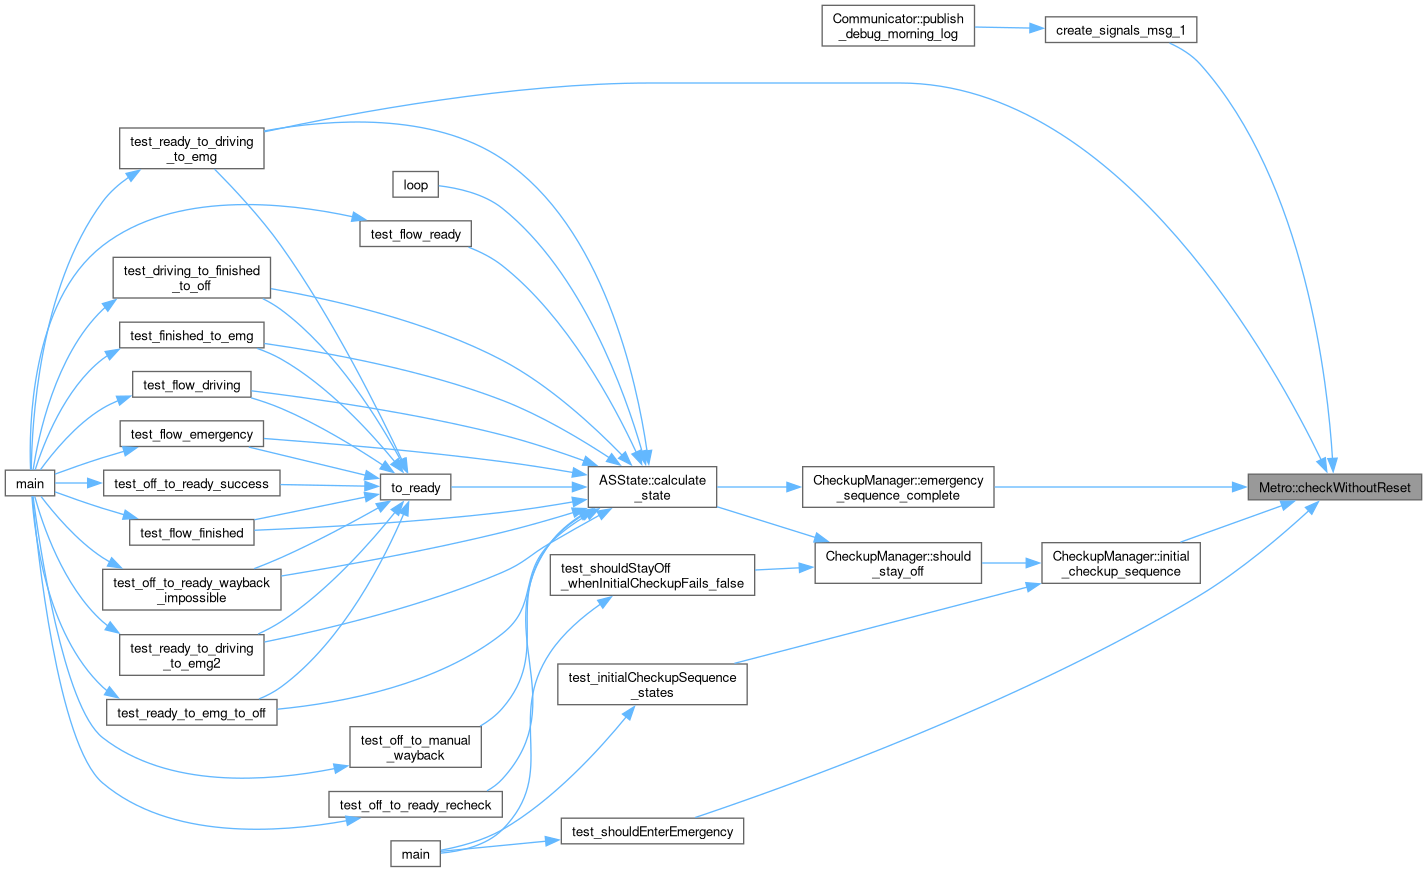 Communicator::publish
_debug_morning_log
create_signals_msg_1
test_ready_to_driving
_to_emg
loop
test_flow_ready
test_driving_to_finished
_to_off
test_finished_to_emg
test_flow_driving
test_flow_emergency
main
test_off_to_ready_success
to_ready
ASState::calculate
_state
CheckupManager::emergency
_sequence_complete
Metro::checkWithoutReset
test_flow_finished
test_off_to_ready_wayback
_impossible
test_shouldStayOff
_whenInitialCheckupFails_false
CheckupManager::should
_stay_off
CheckupManager::initial
_checkup_sequence
test_ready_to_driving
_to_emg2
test_initialCheckupSequence
_states
test_ready_to_emg_to_off
test_off_to_manual
_wayback
test_off_to_ready_recheck
test_shouldEnterEmergency
main